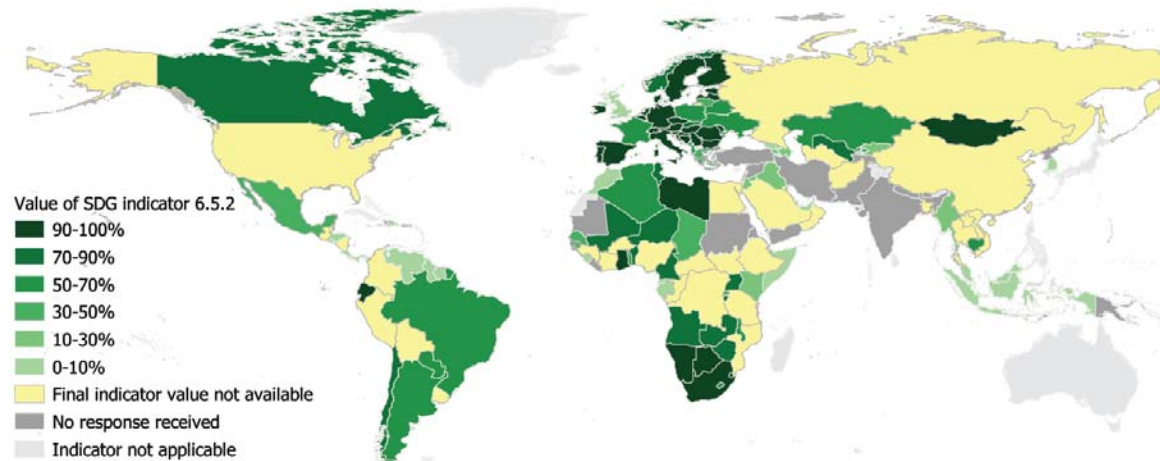 Value of SDG indicator 6.5.2
90-100%
70-90%
50-70%
30-50%
10-30%
0-10%
Final indicator value not available
No response received
Indicator not applicable